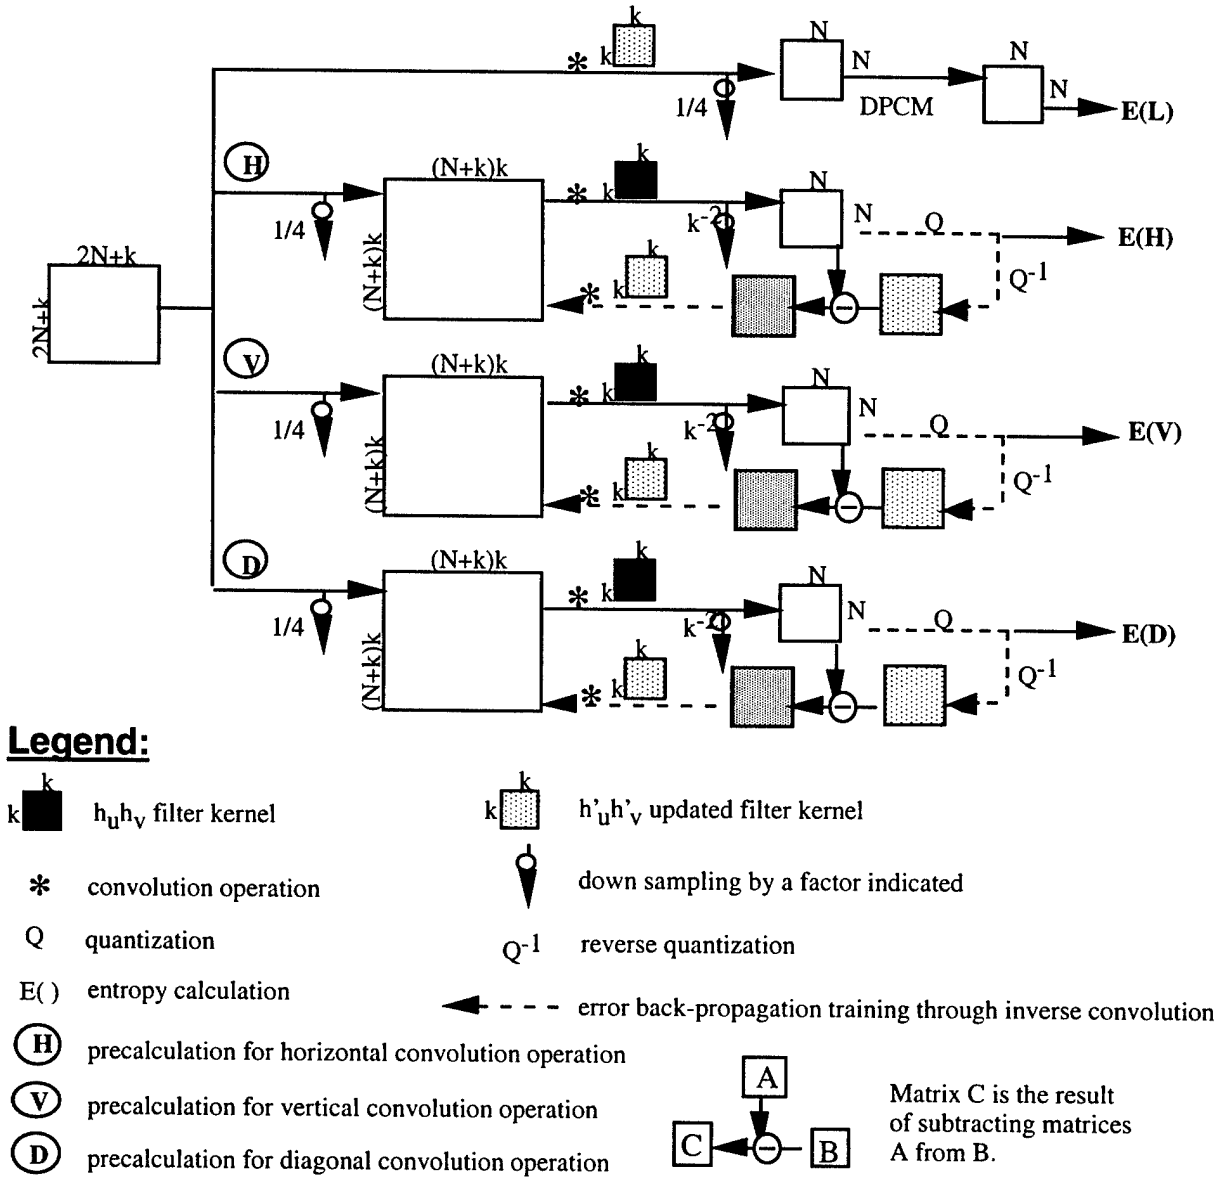 k
k
*
N
N
1/4
DPCM
N
N
E(L)
H
1/4
(N+k)k
(N+k)k
*
k
k
k-2
N
N
Q
E(H)
Q-1
k
k
*
2N+k
2N+k
V
1/4
(N+k)k
(N+k)k
*
k
k
k-2
N
N
Q
E(V)
Q-1
k
k
*
D
1/4
(N+k)k
(N+k)k
*
k
k
k-2
N
N
Q
E(D)
Q-1
k
k
*
Legend:
k
k
huhv filter kernel
k
k
h'uh'v updated filter kernel
* convolution operation
down sampling by a factor indicated
Q quantization
Q-1 reverse quantization
E( ) entropy calculation
error back-propagation training through inverse convolution
H precalculation for horizontal convolution operation
V precalculation for vertical convolution operation
D precalculation for diagonal convolution operation
A
C
B
Matrix C is the result
of subtracting matrices
A from B.